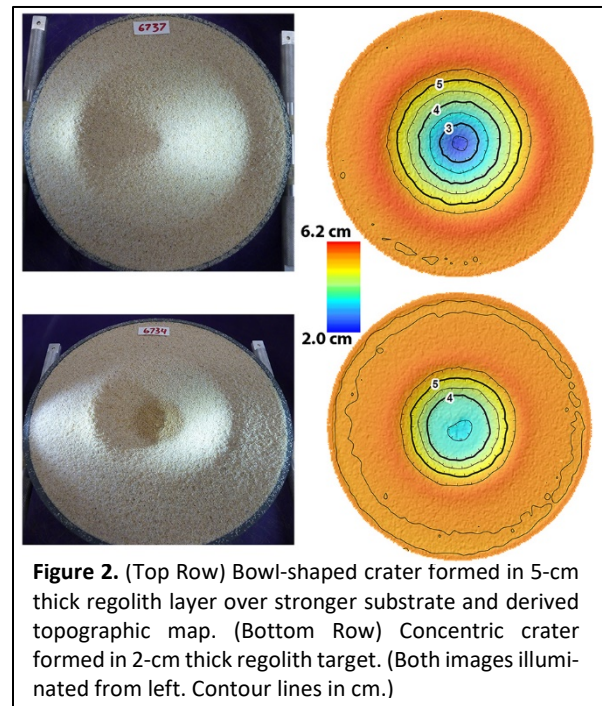 6737
5
4
3
6.2 cm
2.0 cm
6734
5
4
Figure 2. (Top Row) Bowl-shaped crater formed in 5-cm
thick regolith layer over stronger substrate and derived
topographic map. (Bottom Row) Concentric crater
formed in 2-cm thick regolith target. (Both images illumi-
nated from left. Contour lines in cm.)